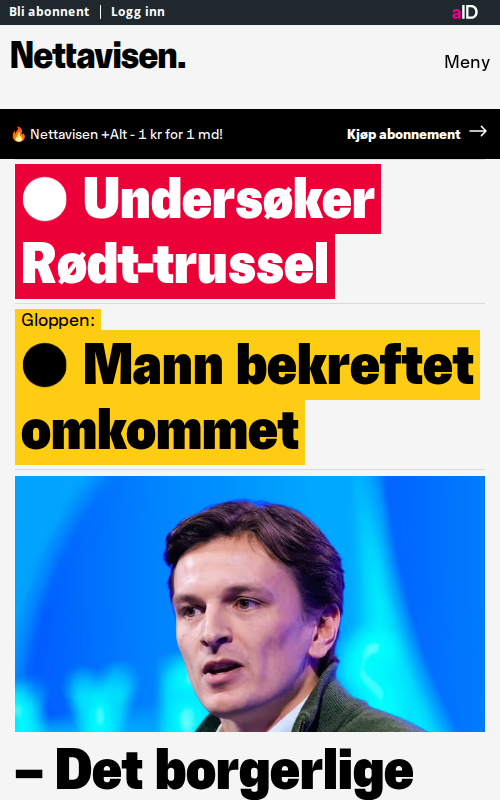 Bli abonnent | Logg inn
aID
Nettavisen.
Meny
🔥 Nettavisen +Alt - 1 kr for 1 md!
Kjøp abonnement →
Undersøker
Rødt-trussel
Gloppen:
Mann bekreftet
omkommet
– Det borgerlige